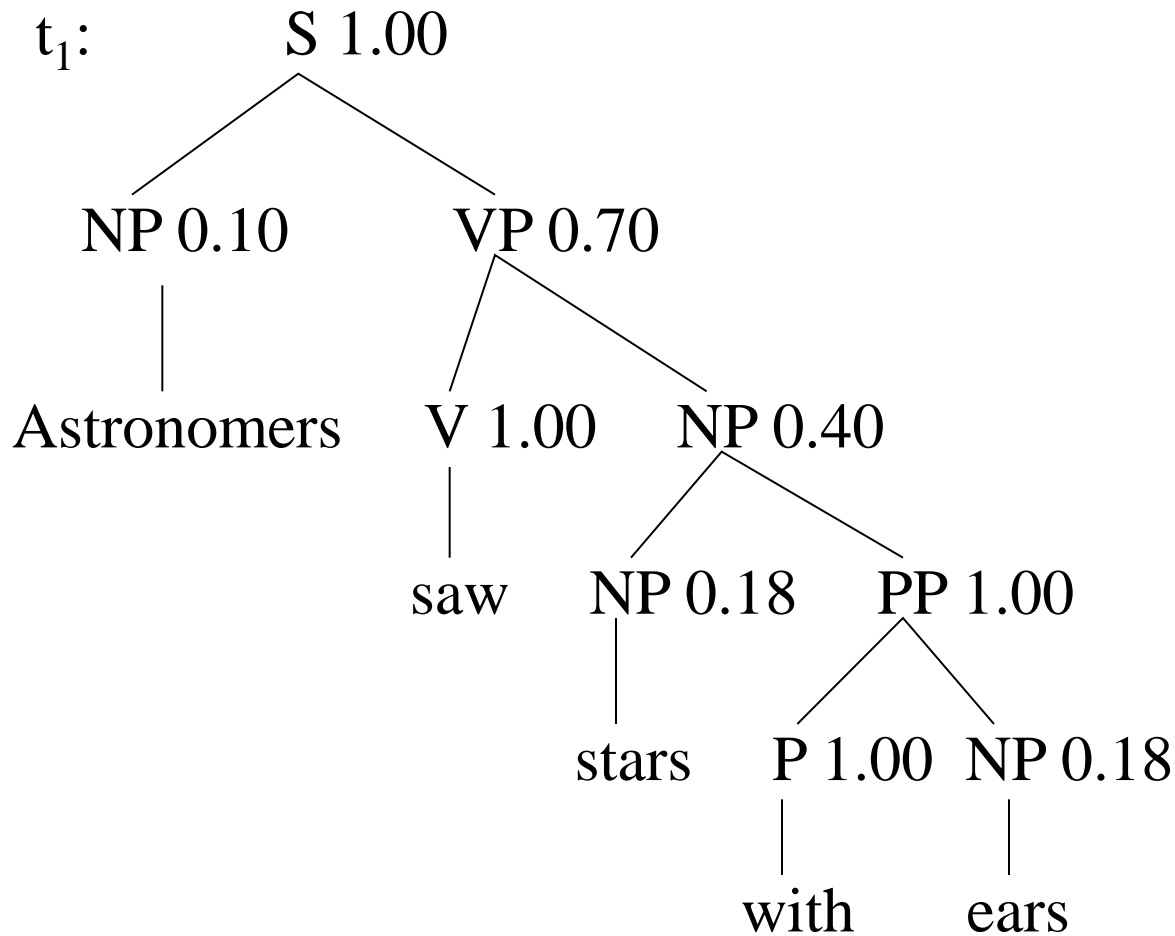 t₁: S 1.00
NP 0.10 VP 0.70
Astronomers V 1.00 NP 0.40
saw NP 0.18 PP 1.00
stars P 1.00 NP 0.18
with ears